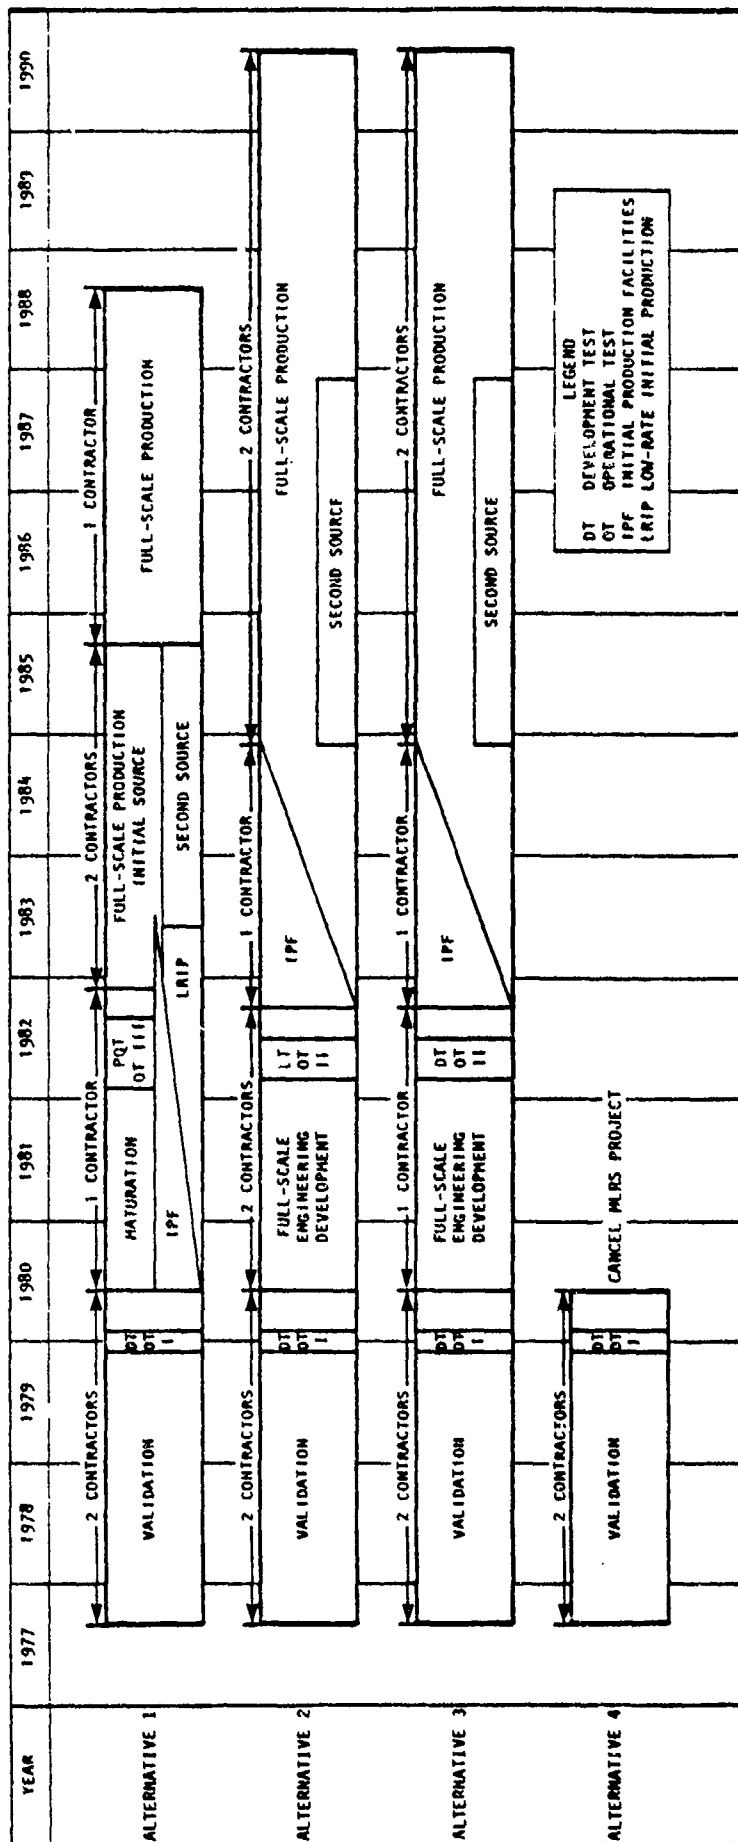 YEAR 1977 1978 1979 1980 1981 1982 1983 1984 1985 1986 1987 1988 1989 1990
ALTERNATIVE 1
2 CONTRACTORS 1 CONTRACTOR 2 CONTRACTORS 1 CONTRACTOR
VALIDATION
DT
OT
I
MATURATION
PQT
OT III
IPF
LRIP
FULL-SCALE PRODUCTION
INITIAL SOURCE
SECOND SOURCE
FULL-SCALE PRODUCTION
ALTERNATIVE 2
2 CONTRACTORS 2 CONTRACTORS 1 CONTRACTOR 2 CONTRACTORS
VALIDATION
DT
OT
I
FULL-SCALE
ENGINEERING
DEVELOPMENT
LT
OT
II
IPF
FULL-SCALE PRODUCTION
SECOND SOURCE
ALTERNATIVE 3
2 CONTRACTORS 1 CONTRACTOR 1 CONTRACTOR 2 CONTRACTORS
VALIDATION
DT
OT
I
FULL-SCALE
ENGINEERING
DEVELOPMENT
DT
OT
II
IPF
FULL-SCALE PRODUCTION
SECOND SOURCE
ALTERNATIVE 4
2 CONTRACTORS
VALIDATION
DT
OT
I
CANCEL MLRS PROJECT
LEGEND
DT DEVELOPMENT TEST
OT OPERATIONAL TEST
IPF INITIAL PRODUCTION FACILITIES
LRIP LOW-RATE INITIAL PRODUCTION